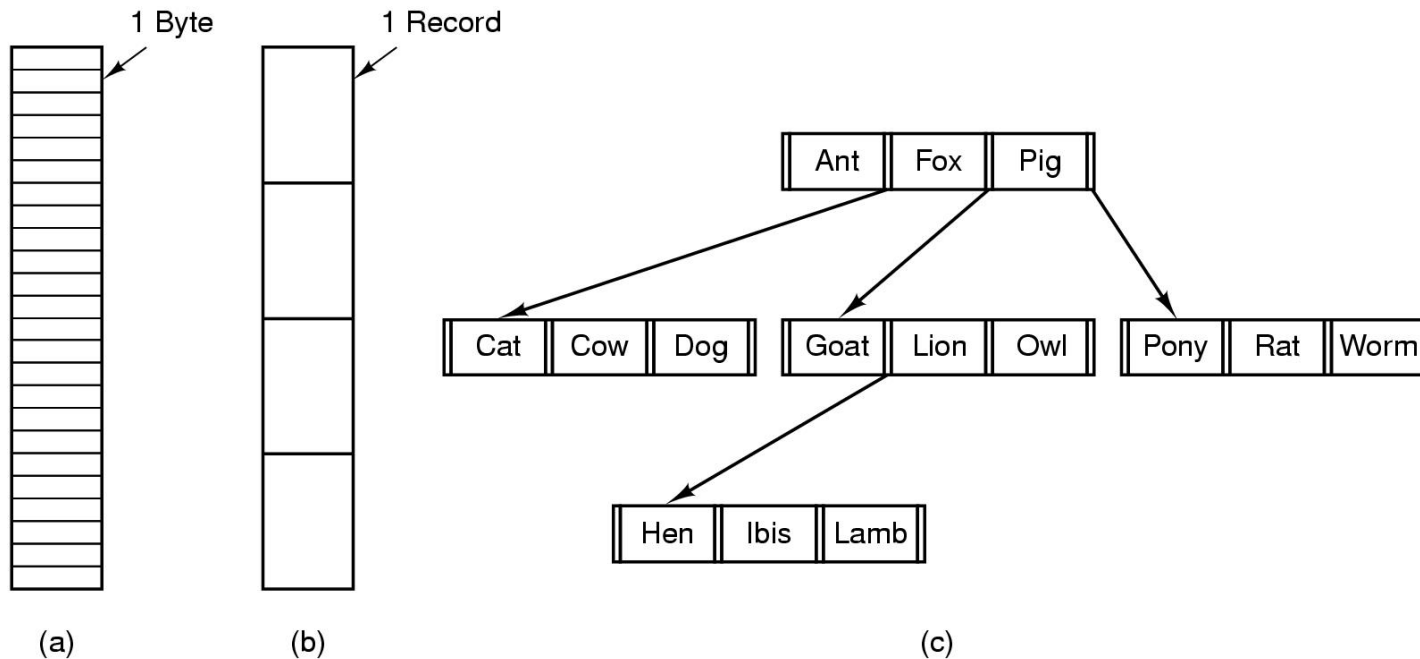 1 Byte
1 Record
Ant Fox Pig
Cat Cow Dog
Goat Lion Owl
Pony Rat Worm
Hen Ibis Lamb
(a)
(b)
(c)